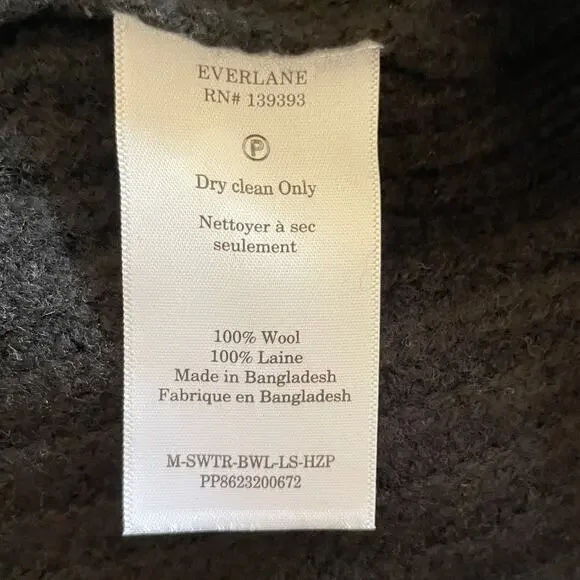 EVERLANE
RN# 139393
P
Dry clean Only
Nettoyer à sec
seulement
100% Wool
100% Laine
Made in Bangladesh
Fabrique en Bangladesh
M-SWTR-BWL-LS-HZP
PP8623200672